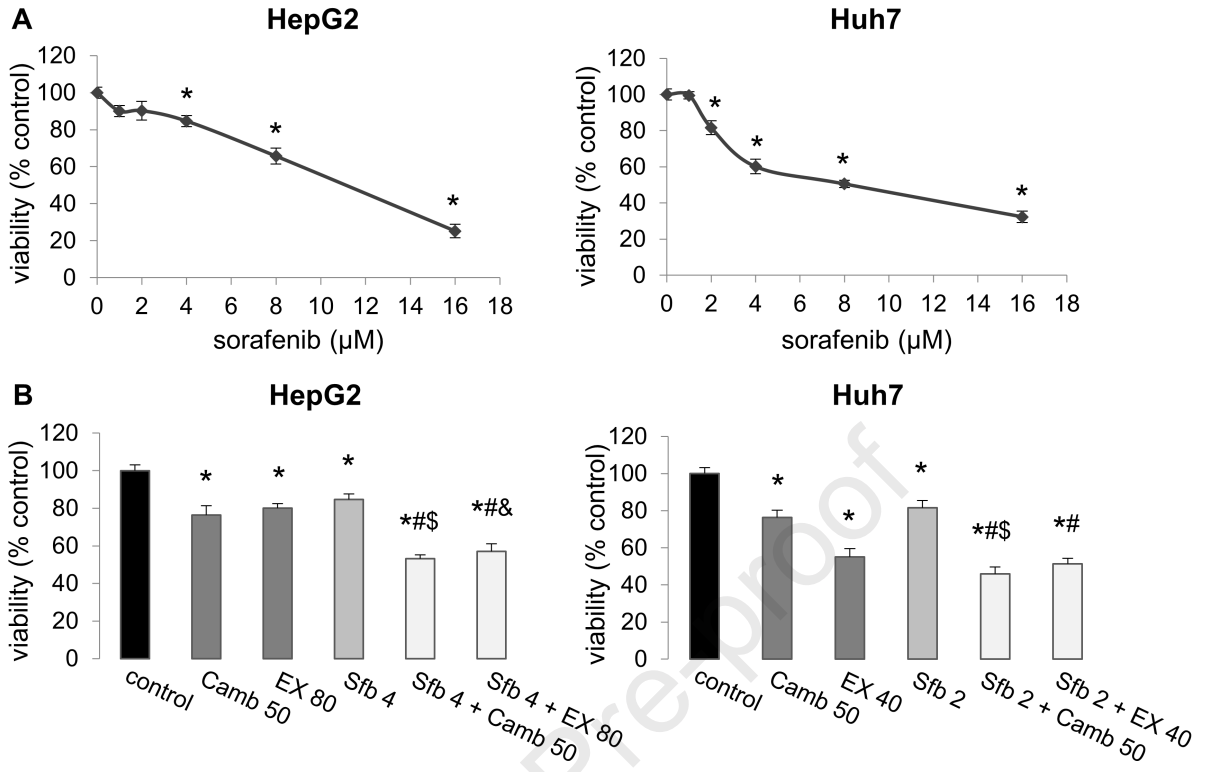 A
HepG2
Huh7
120
100
80
60
40
20
0
viability (% control)
*
*
*
0 2 4 6 8 10 12 14 16 18
sorafenib (µM)
120
100
80
60
40
20
0
viability (% control)
*
*
*
*
0 2 4 6 8 10 12 14 16 18
sorafenib (µM)
B
HepG2
Huh7
120
100
80
60
40
20
0
viability (% control)
*
*
*
*#$
*#&
control
Camb 50
EX 80
Sfb 4
Sfb 4 + Camb 50
Sfb 4 + EX 80
120
100
80
60
40
20
0
viability (% control)
*
*
*
*#$
*#
control
Camb 50
EX 40
Sfb 2
Sfb 2 + Camb 50
Sfb 2 + EX 40
Pre-proof